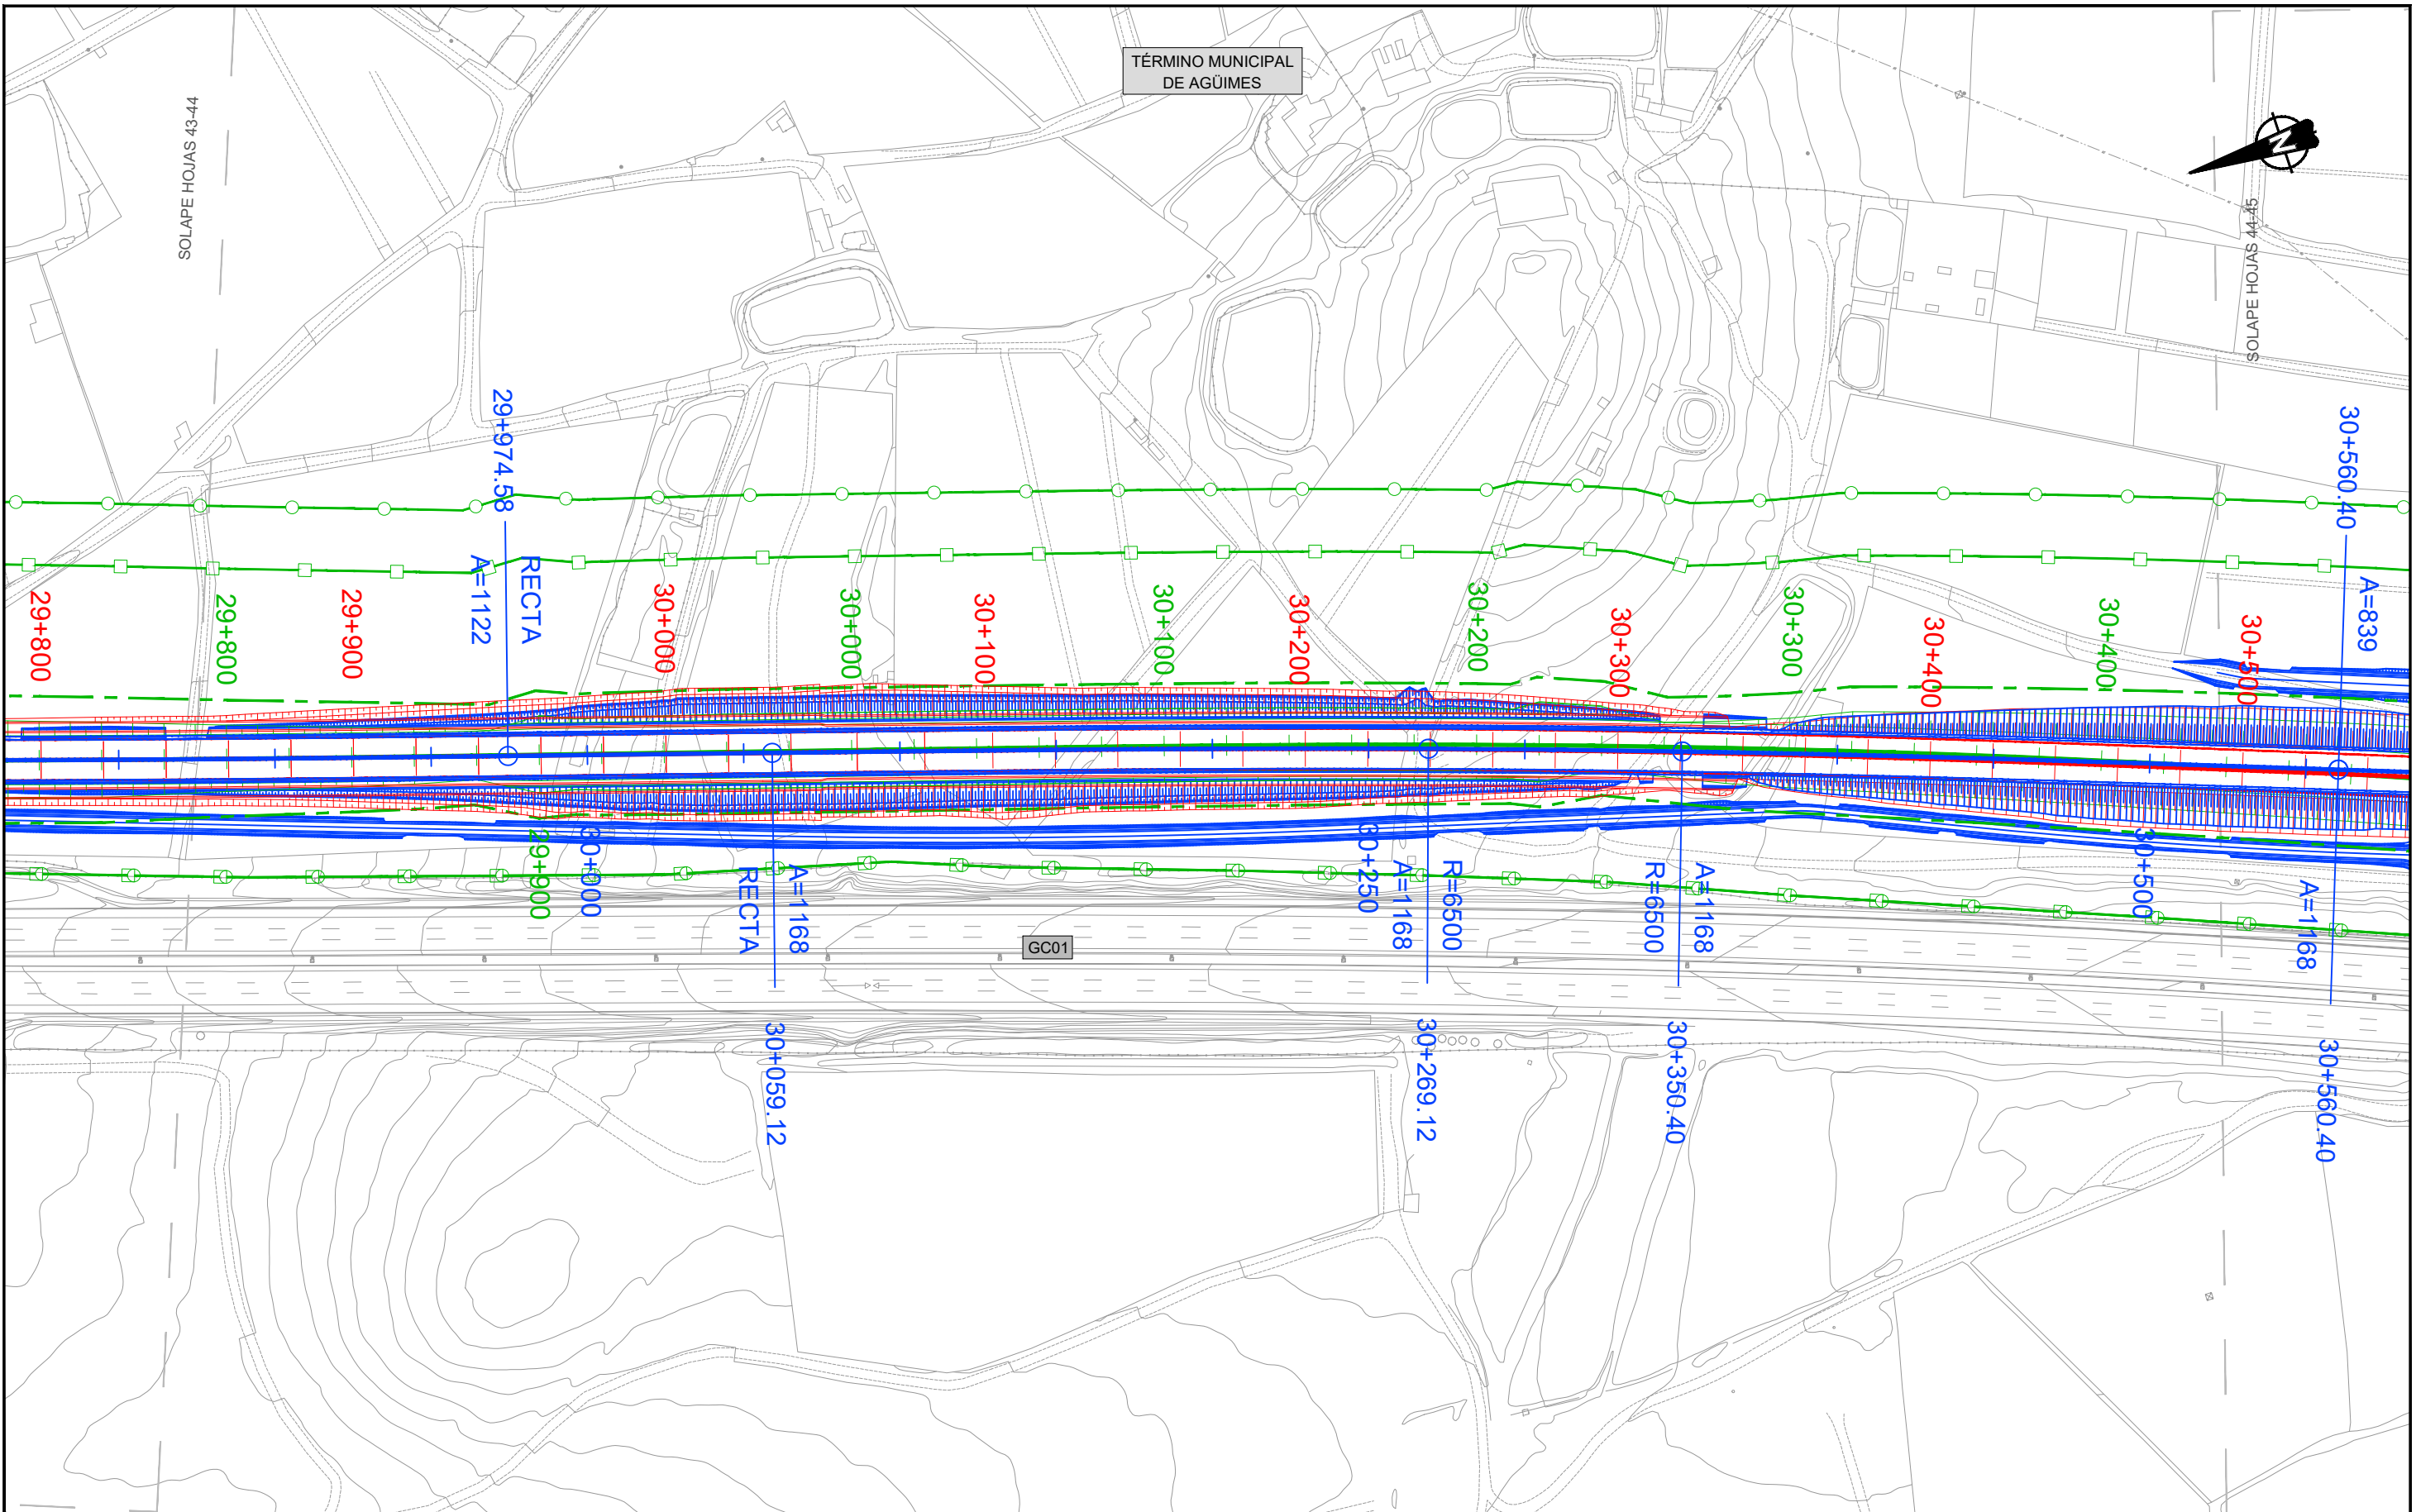 TÉRMINO MUNICIPAL
DE AGÜIMES
SOLAPE HOJAS 43-44
N
SOLAPE HOJAS 44-45
29+974.58
30+560.40
RECTA
A=1122
A=839
29+800
29+800
29+900
30+000
30+000
30+100
30+100
30+200
30+200
30+300
30+300
30+400
30+400
30+500
29+900
30+000
RECTA
A=1168
30+250
A=1168
R=6500
R=6500
A=1168
30+500
A=1168
GC01
30+059.12
30+269.12
30+350.40
30+560.40